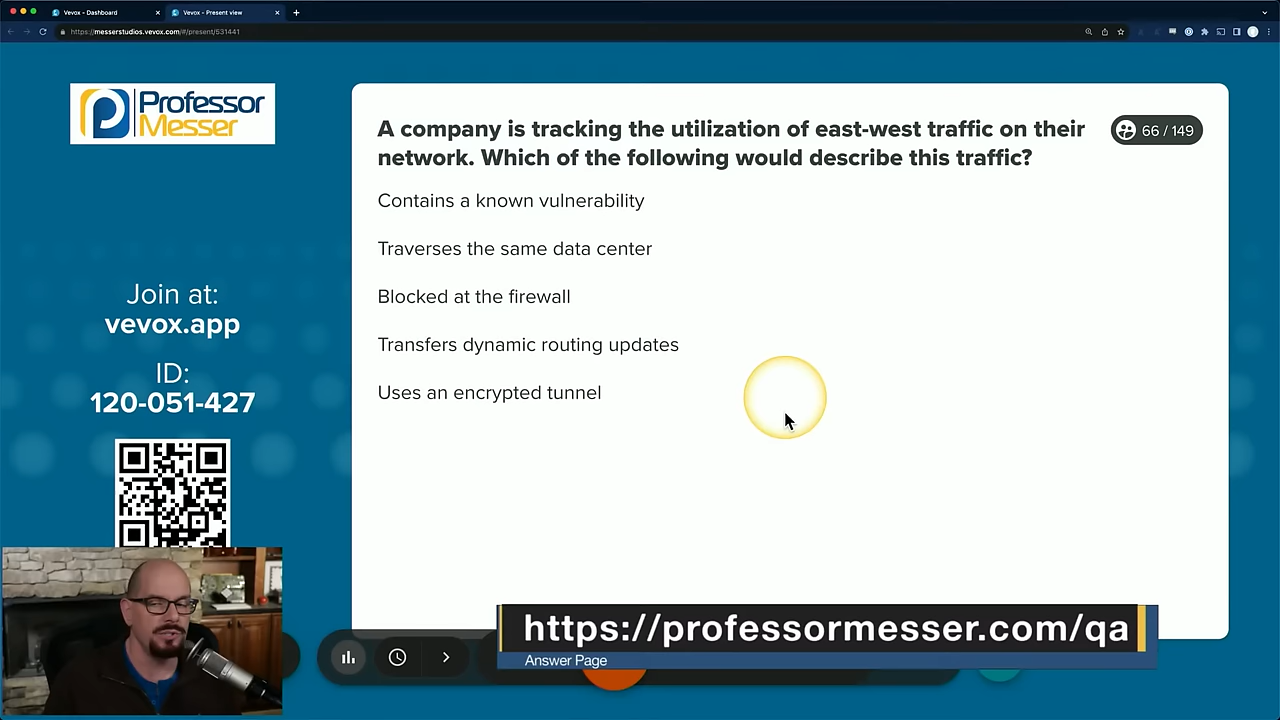 Vevox - Dashboard
Vevox - Present view
https://messerstudios.vevox.com/#/present/531441
Professor
Messer
A company is tracking the utilization of east-west traffic on their
network. Which of the following would describe this traffic?
66 / 149
Contains a known vulnerability
Traverses the same data center
Blocked at the firewall
Transfers dynamic routing updates
Uses an encrypted tunnel
Join at:
vevox.app
ID:
120-051-427
https://professormesser.com/qa
Answer Page